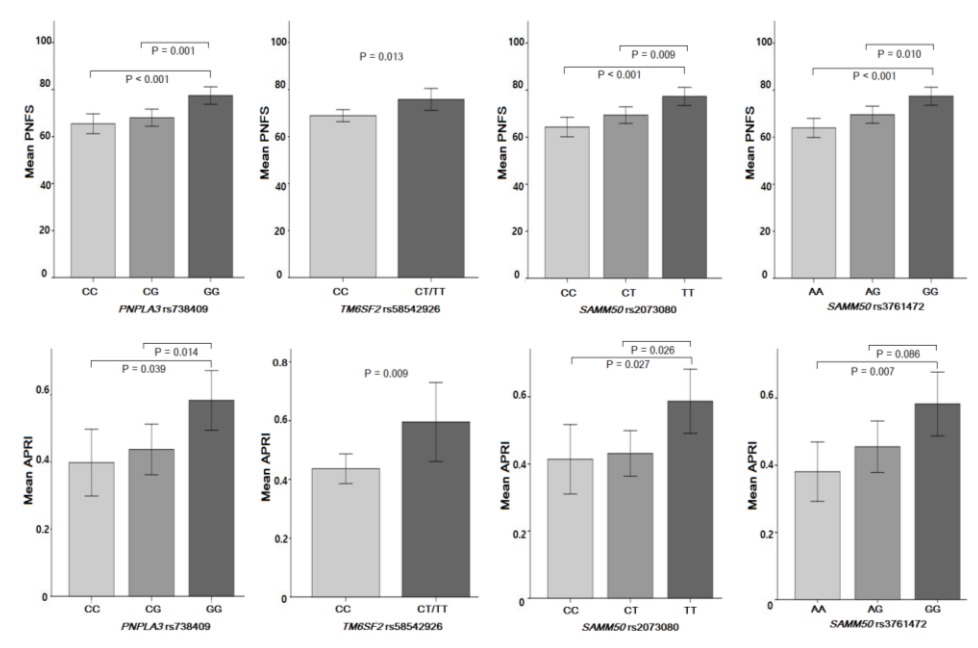 100
80
60
40
20
0
Mean PNFS
P = 0.001
P < 0.001
CC CG GG
PNPLA3 rs738409
100
80
60
40
20
0
Mean PNFS
P = 0.013
CC CT/TT
TM6SF2 rs58542926
100
80
60
40
20
0
Mean PNFS
P = 0.009
P < 0.001
CC CT TT
SAMM50 rs2073080
100
80
60
40
20
0
Mean PNFS
P = 0.010
P < 0.001
AA AG GG
SAMM50 rs3761472
0.6
0.4
0.2
0
Mean APRI
P = 0.014
P = 0.039
CC CG GG
PNPLA3 rs738409
0.8
0.6
0.4
0.2
0
Mean APRI
P = 0.009
CC CT/TT
TM6SF2 rs58542926
0.6
0.4
0.2
0
Mean APRI
P = 0.026
P = 0.027
CC CT TT
SAMM50 rs2073080
0.6
0.4
0.2
0
Mean APRI
P = 0.086
P = 0.007
AA AG GG
SAMM50 rs3761472